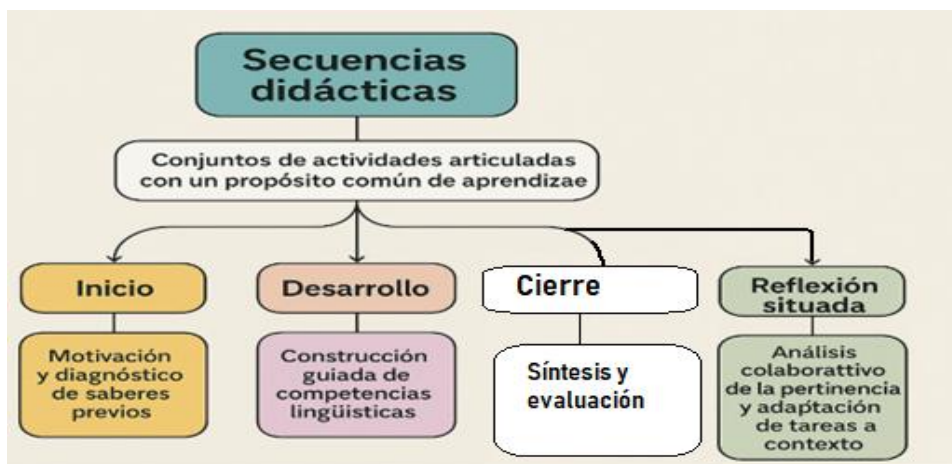 Secuencias
didácticas
Conjuntos de actividades articuladas
con un propósito común de aprendizae
Inicio
Motivación
y diagnóstico
de saberes
previos
Desarrollo
Construcción
guiada de
competencias
lingüisticas
Cierre
Síntesis y
evaluación
Reflexión
situada
Análisis
colaborattivo
de la pertinencia
y adaptación
de tareas a
contexto